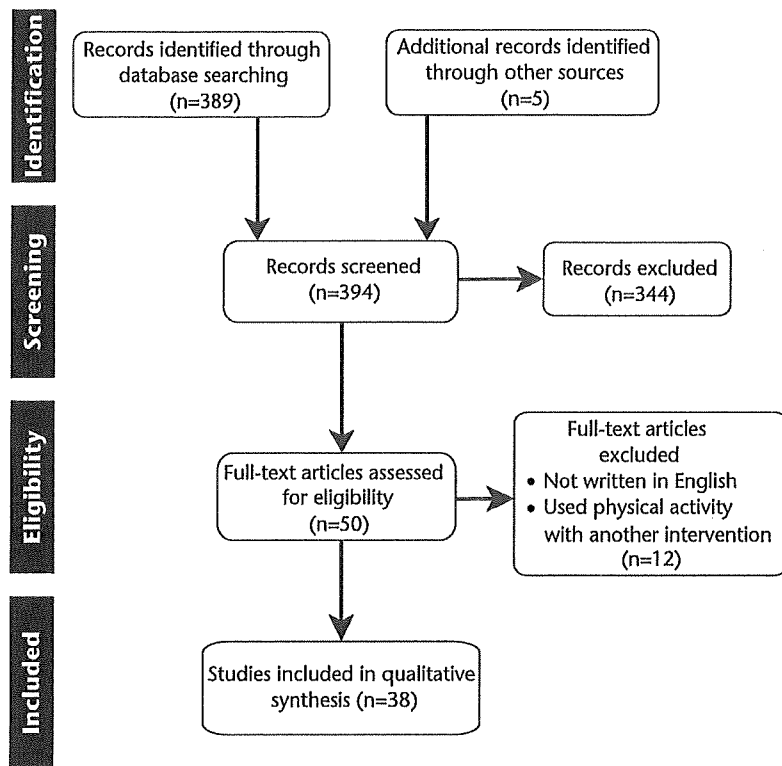 Identification
Records identified through
database searching
(n=389)
Additional records identified
through other sources
(n=5)
Screening
Records screened
(n=394)
Records excluded
(n=344)
Eligibility
Full-text articles assessed
for eligibility
(n=50)
Full-text articles
excluded
• Not written in English
• Used physical activity
with another intervention
(n=12)
Included
Studies included in qualitative
synthesis (n=38)